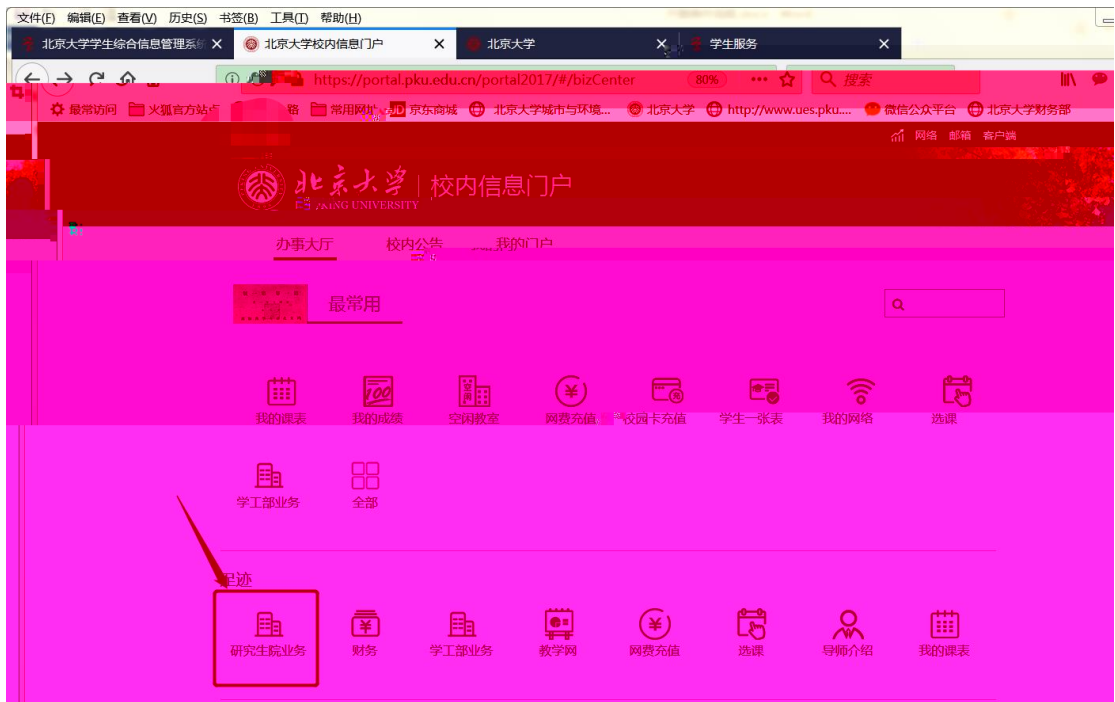 文件(F) 编辑(E) 查看(V) 历史(S) 书签(B) 工具(T) 帮助(H)
北京大学学生综合信息管理系统 北京大学校内信息门户 北京大学 学生服务
https://portal.pku.edu.cn/portal2017/#/bizCenter 80% 搜索
最常访问 火狐官方站点 常用网址 JD 京东商城 北京大学城市与环境... 北京大学 http://www.ues.pku.... 微信公众平台 北京大学财务部
网络 邮箱 客户端
北京大学 校内信息门户
UNIVERSITY
办事大厅 校内公告 我的门户
最常用
我的课表 我的成绩 空闲教室 网费充值 校园卡充值 学生一张表 我的网络 选课
学工部业务 全部
足迹
研究生院业务 财务 学工部业务 教学网 网费充值 选课 导师介绍 我的课表